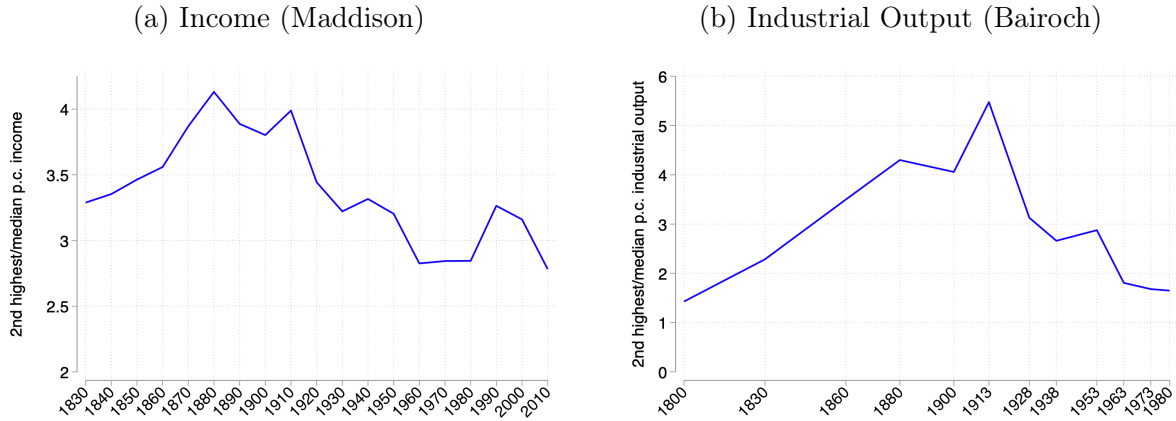 (a) Income (Maddison)
2nd highest/median p.c. income
4
3.5
3
2.5
2
1830 1840 1850 1860 1870 1880 1890 1900 1910 1920 1930 1940 1950 1960 1970 1980 1990 2000 2010
(b) Industrial Output (Bairoch)
2nd highest/median p.c. industrial output
6
5
4
3
2
1
0
1800 1830 1860 1880 1900 1913 1928 1938 1953 1963 1973 1980